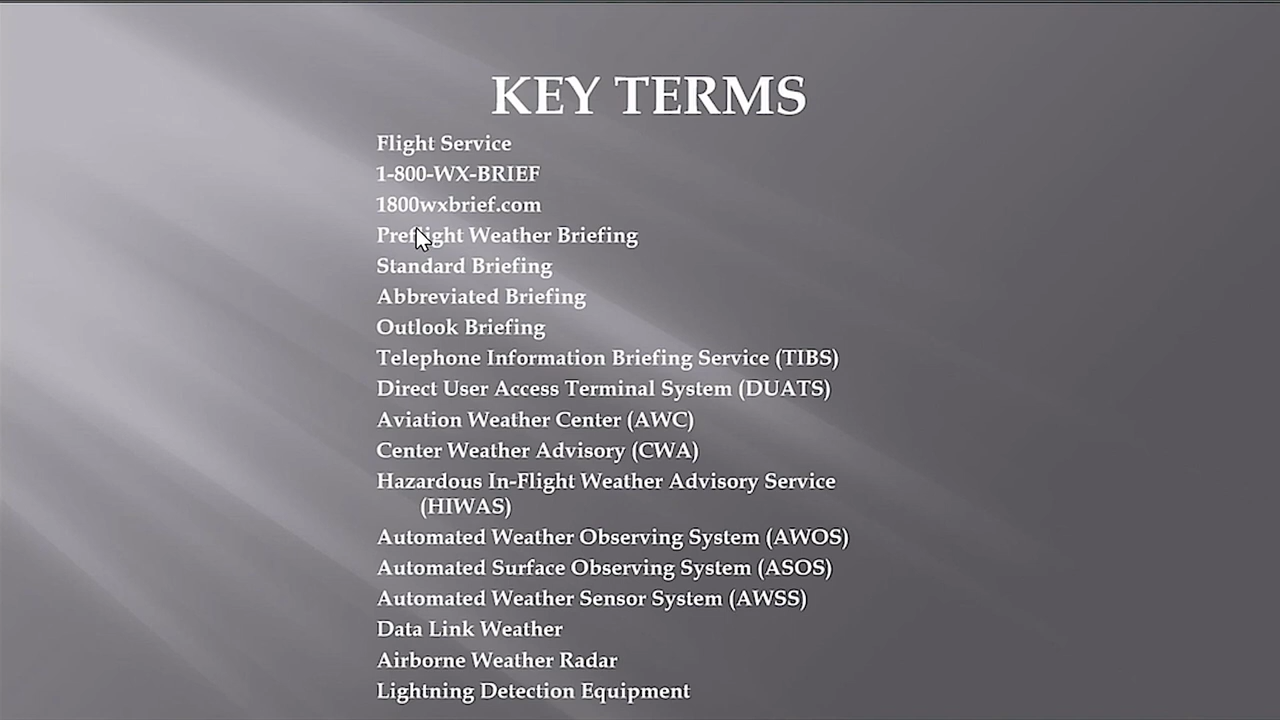 KEY TERMS
Flight Service
1-800-WX-BRIEF
1800wxbrief.com
Preflight Weather Briefing
Standard Briefing
Abbreviated Briefing
Outlook Briefing
Telephone Information Briefing Service (TIBS)
Direct User Access Terminal System (DUATS)
Aviation Weather Center (AWC)
Center Weather Advisory (CWA)
Hazardous In-Flight Weather Advisory Service
(HIWAS)
Automated Weather Observing System (AWOS)
Automated Surface Observing System (ASOS)
Automated Weather Sensor System (AWSS)
Data Link Weather
Airborne Weather Radar
Lightning Detection Equipment